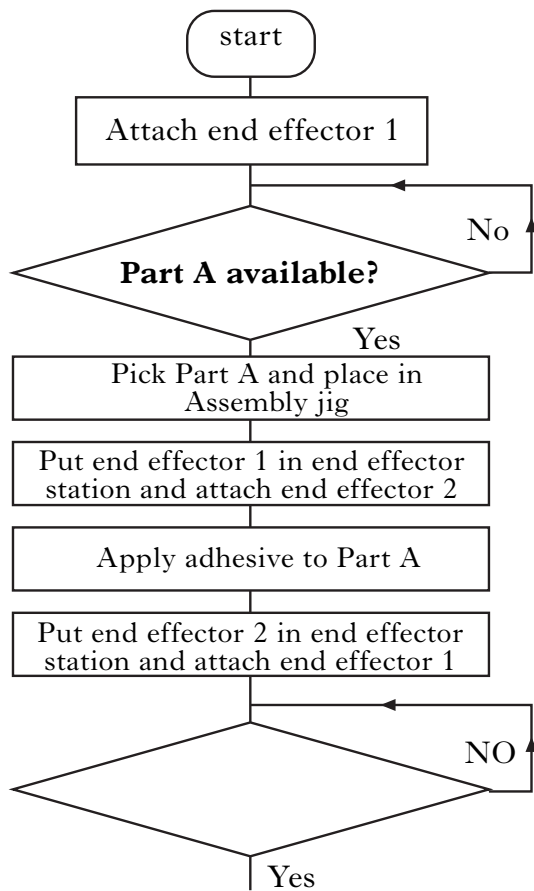 start
Attach end effector 1
No
Part A available?
Yes
Pick Part A and place in
Assembly jig
Put end effector 1 in end effector
station and attach end effector 2
Apply adhesive to Part A
Put end effector 2 in end effector
station and attach end effector 1
NO
Yes